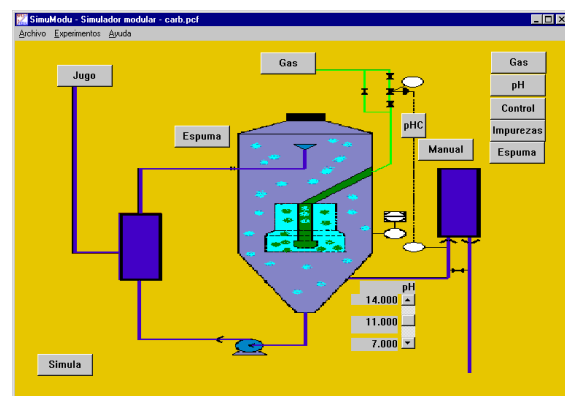 SimuModu - Simulador modular - carb.pcf
Archivo Experimentos Ayuda
Jugo
Gas
Gas
pH
Control
Impurezas
Espuma
Espuma
pHC
Manual
pH
14.000
11.000
7.000
Simula